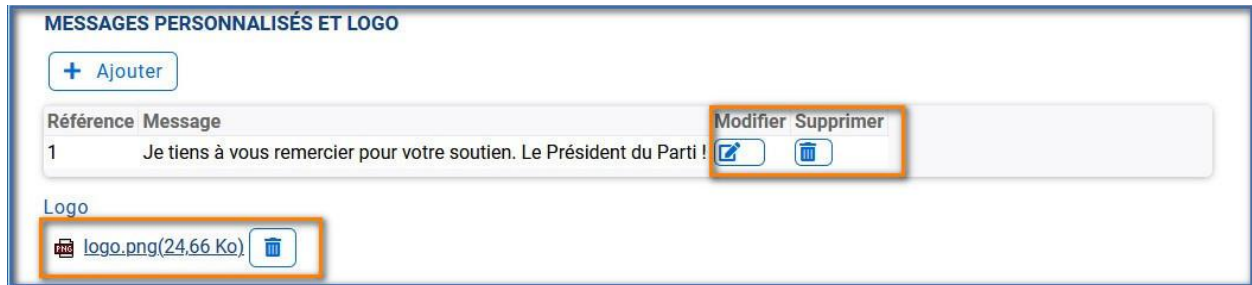 MESSAGES PERSONNALISÉS ET LOGO
+ Ajouter
Référence Message Modifier Supprimer
1 Je tiens à vous remercier pour votre soutien. Le Président du Parti !
Logo
PNG logo.png(24,66 Ko)